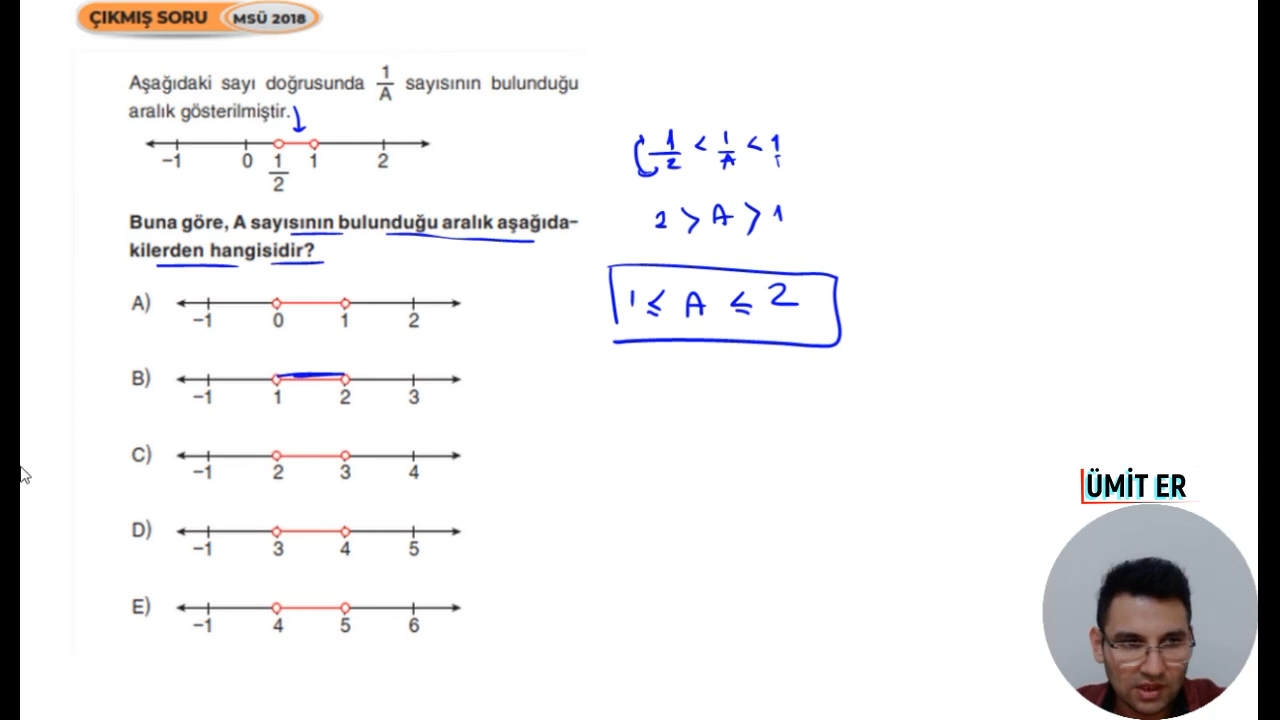 ÇIKMIŞ SORU MSÜ 2018
Aşağıdaki sayı doğrusunda 1/A sayısının bulunduğu
aralık gösterilmiştir.
−1 0 1/2 1 2
Buna göre, A sayısının bulunduğu aralık aşağıda-
kilerden hangisidir?
A) −1 0 1 2
B) −1 1 2 3
C) −1 2 3 4
D) −1 3 4 5
E) −1 4 5 6
1/2 < 1/A < 1/1
2 > A > 1
1 ≤ A ≤ 2
ÜMİT ER